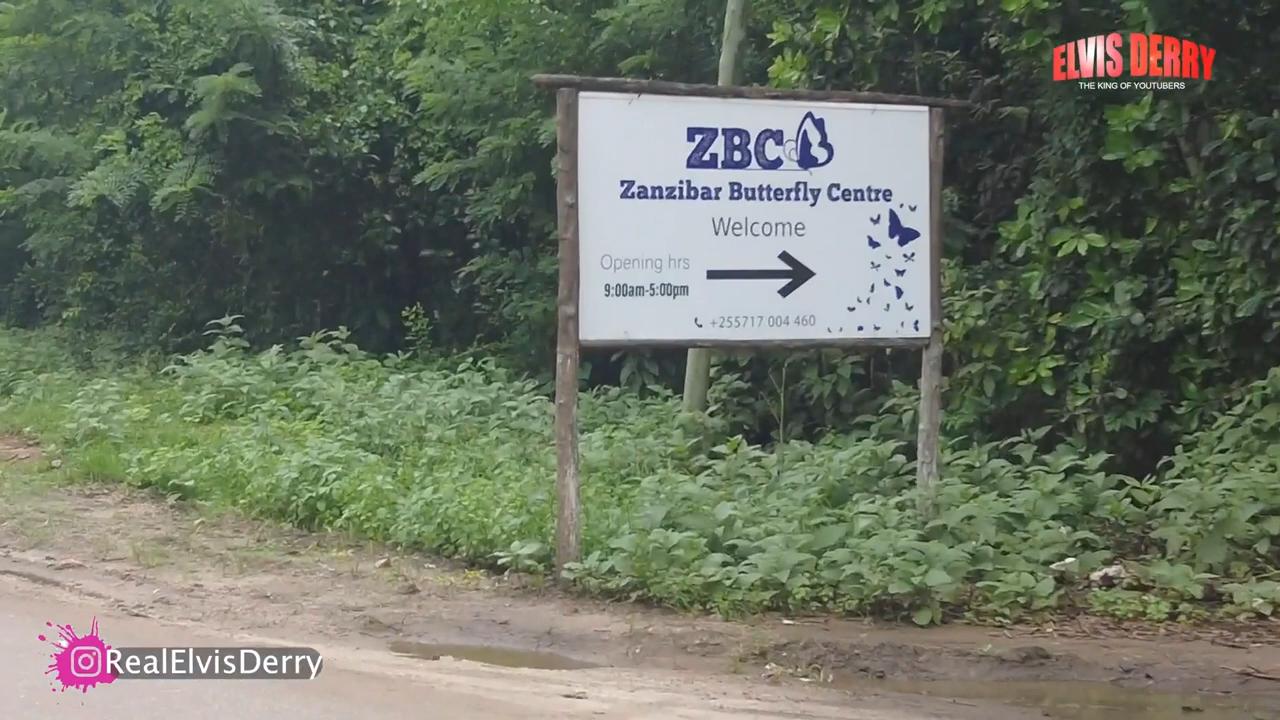 ELVIS DERRY
THE KING OF YOUTUBERS
ZBC
Zanzibar Butterfly Centre
Welcome
Opening hrs
9:00am-5:00pm
+255717 004 460
RealElvisDerry